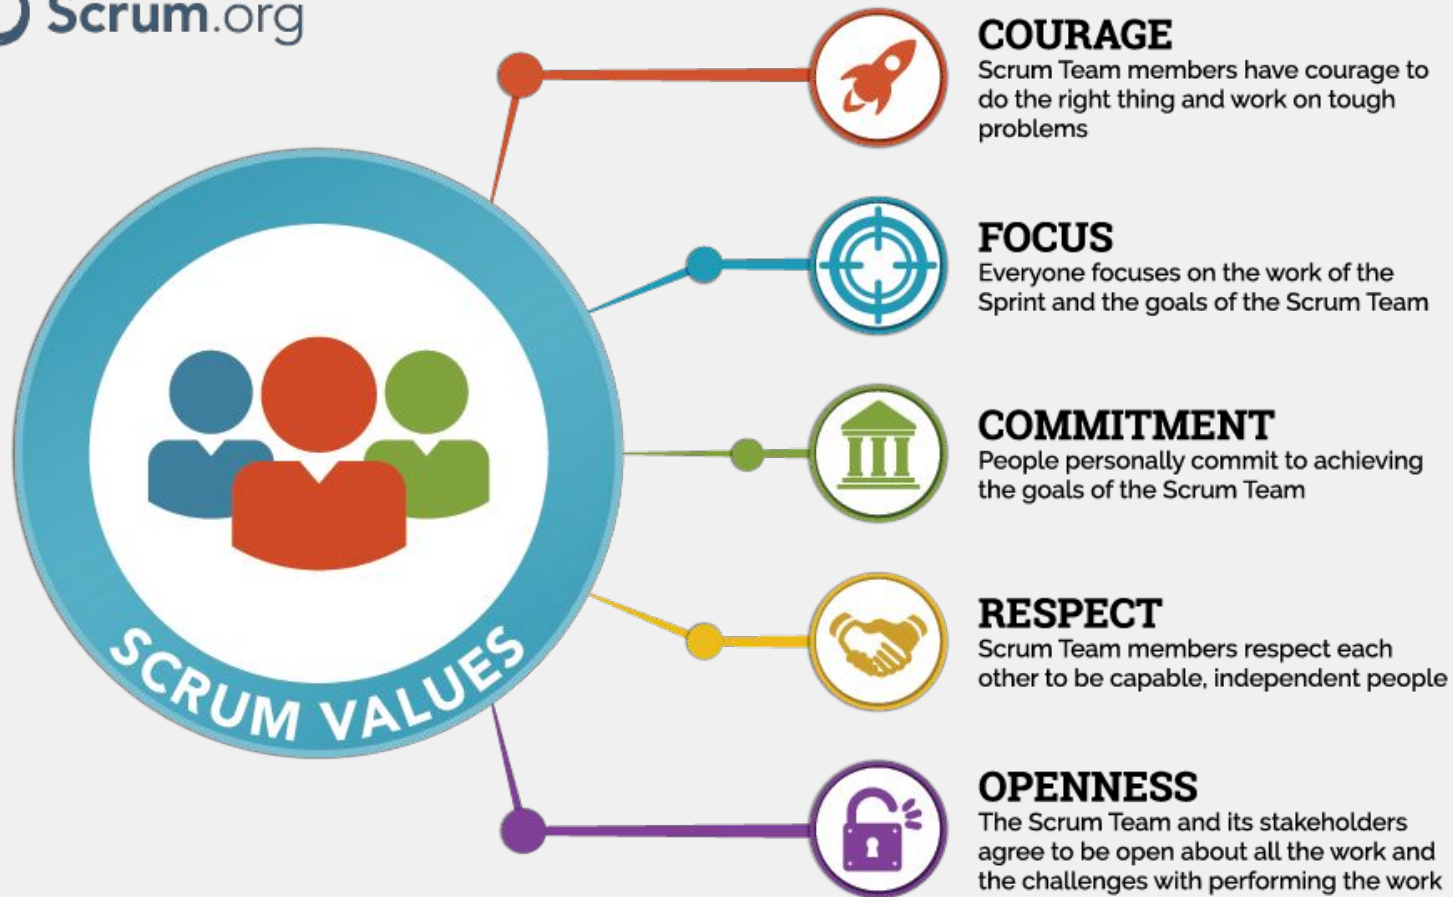 Scrum.org
COURAGE
Scrum Team members have courage to
do the right thing and work on tough
problems
FOCUS
Everyone focuses on the work of the
Sprint and the goals of the Scrum Team
COMMITMENT
People personally commit to achieving
the goals of the Scrum Team
RESPECT
Scrum Team members respect each
other to be capable, independent people
SCRUM VALUES
OPENNESS
The Scrum Team and its stakeholders
agree to be open about all the work and
the challenges with performing the work